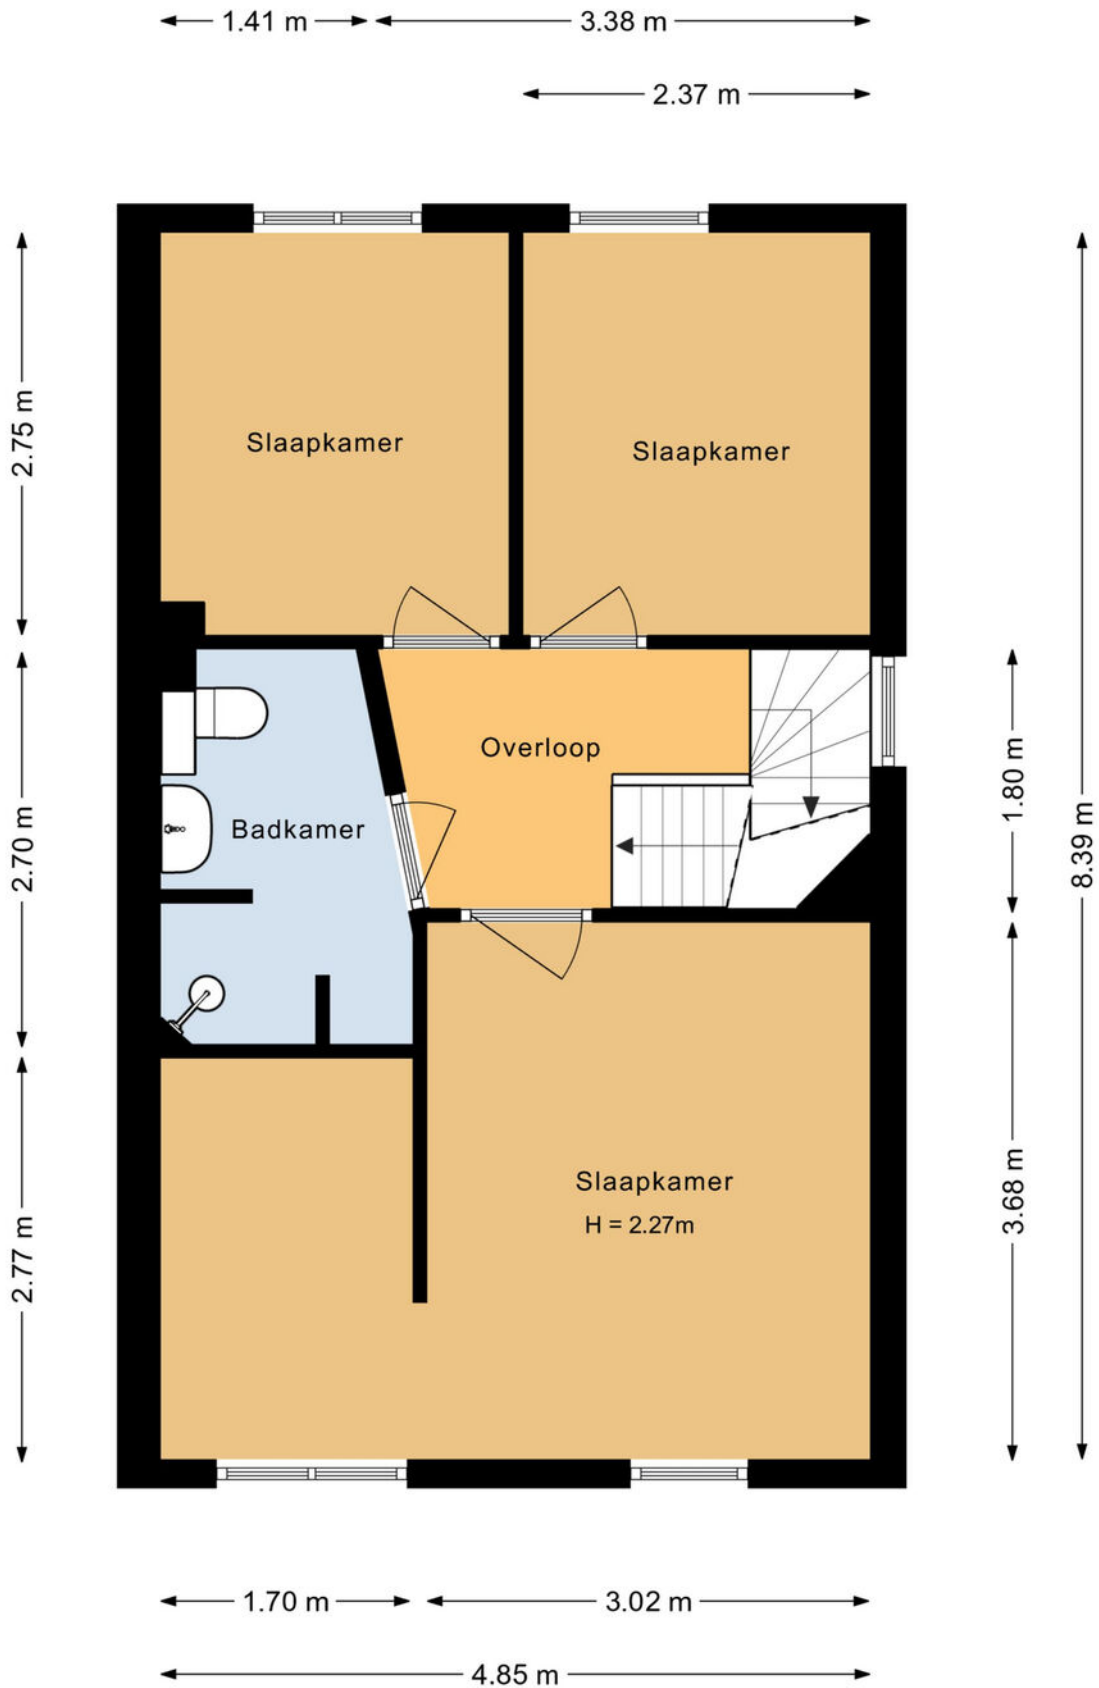 1.41 m
3.38 m
2.37 m
2.75 m
Slaapkamer
Slaapkamer
Overloop
1.80 m
8.39 m
2.70 m
Badkamer
Slaapkamer
H = 2.27m
3.68 m
2.77 m
1.70 m
3.02 m
4.85 m